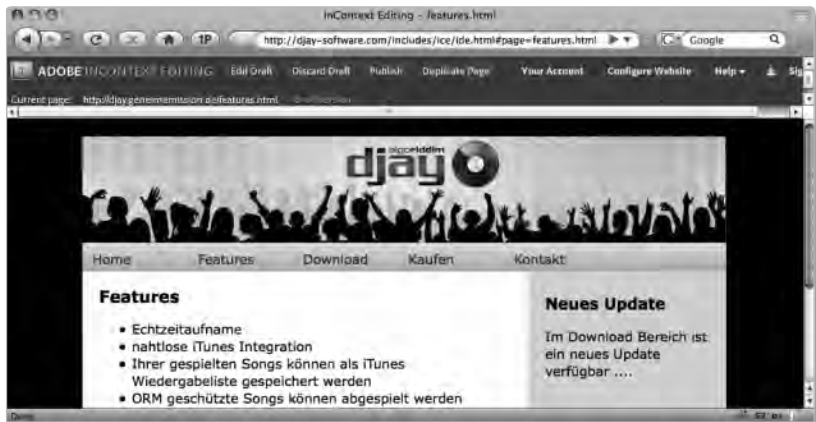 InContext Editing – features.html
1P
http://djay-software.com/includes/ice/ide.html#page=features.html
Google
ADOBE INCONTEXT EDITING Edit Draft Discard Draft Publish Duplicate Page Your Account Configure Website Help
Current page:
algoriddim
djay
Home Features Download Kaufen Kontakt
Features
• Echtzeitaufname
• nahtlose iTunes Integration
• Ihrer gespielten Songs können als iTunes
Wiedergabeliste gespeichert werden
• ORM geschützte Songs können abgespielt werden
Neues Update
Im Download Bereich ist
ein neues Update
verfügbar ....